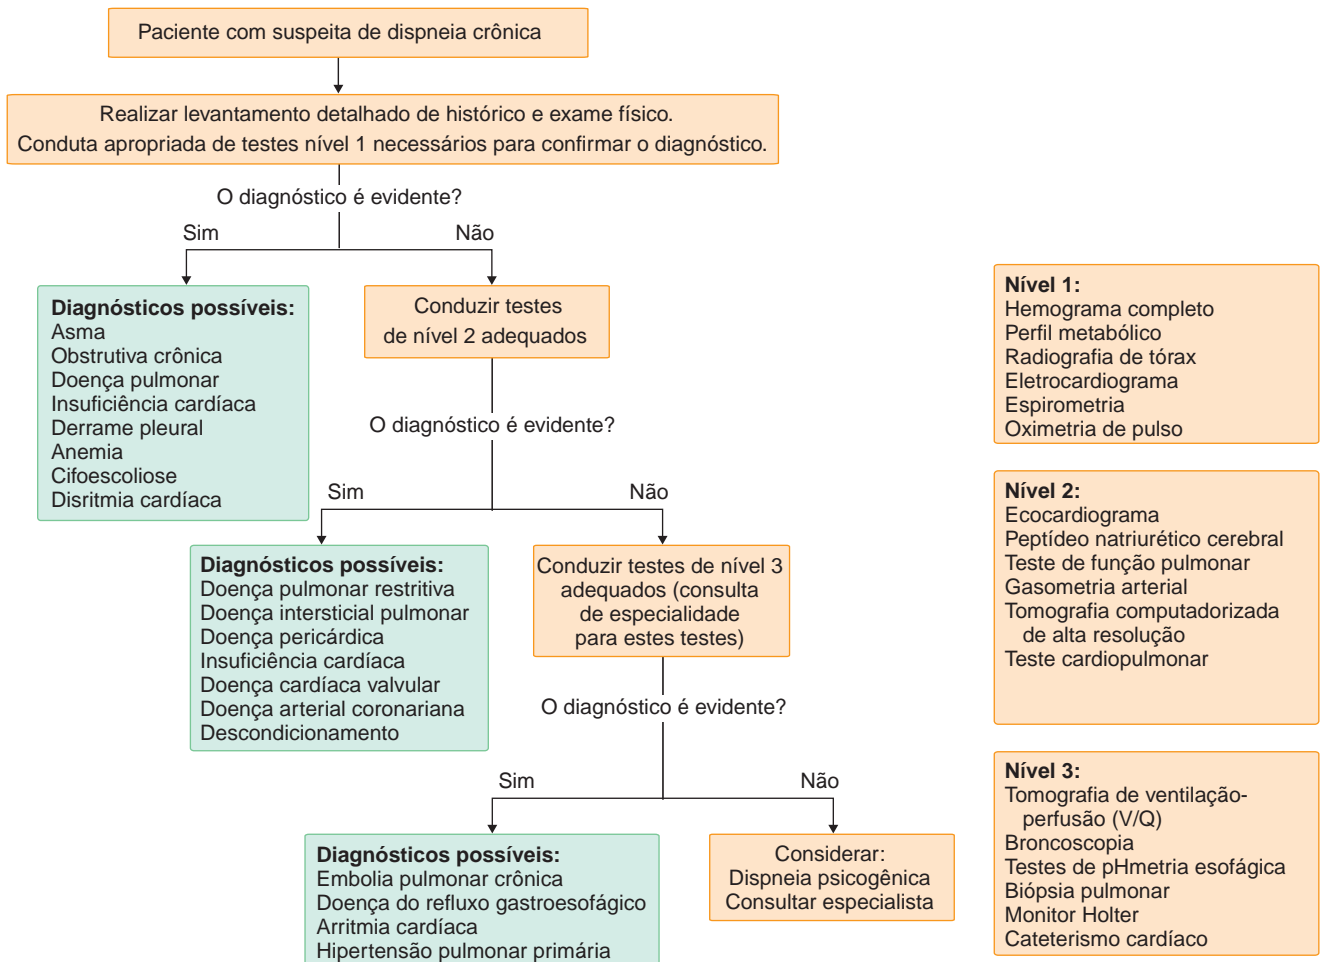 Paciente com suspeita de dispneia crônica
Realizar levantamento detalhado de histórico e exame físico.
Conduta apropriada de testes nível 1 necessários para confirmar o diagnóstico.
O diagnóstico é evidente?
Sim
Não
Diagnósticos possíveis:
Asma
Obstrutiva crônica
Doença pulmonar
Insuficiência cardíaca
Derrame pleural
Anemia
Cifoescoliose
Disritmia cardíaca
Conduzir testes
de nível 2 adequados
O diagnóstico é evidente?
Sim
Não
Diagnósticos possíveis:
Doença pulmonar restritiva
Doença intersticial pulmonar
Doença pericárdica
Insuficiência cardíaca
Doença cardíaca valvular
Doença arterial coronariana
Descondicionamento
Conduzir testes de nível 3
adequados (consulta
de especialidade
para estes testes)
O diagnóstico é evidente?
Sim
Não
Diagnósticos possíveis:
Embolia pulmonar crônica
Doença do refluxo gastroesofágico
Arritmia cardíaca
Hipertensão pulmonar primária
Considerar:
Dispneia psicogênica
Consultar especialista
Nível 1:
Hemograma completo
Perfil metabólico
Radiografia de tórax
Eletrocardiograma
Espirometria
Oximetria de pulso
Nível 2:
Ecocardiograma
Peptídeo natriurético cerebral
Teste de função pulmonar
Gasometria arterial
Tomografia computadorizada
de alta resolução
Teste cardiopulmonar
Nível 3:
Tomografia de ventilação-
perfusão (V/Q)
Broncoscopia
Testes de pHmetria esofágica
Biópsia pulmonar
Monitor Holter
Cateterismo cardíaco